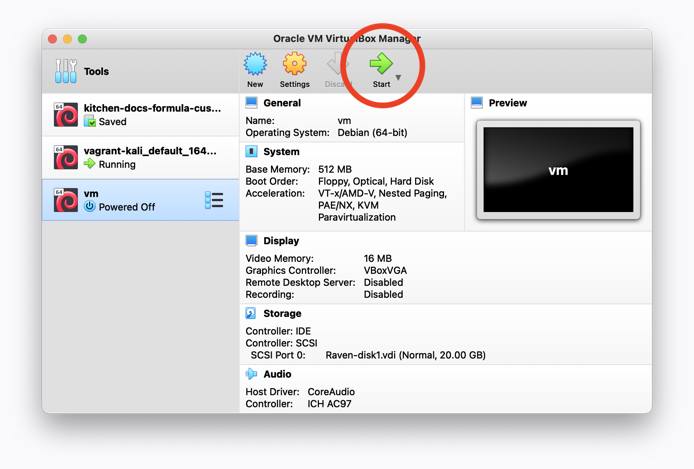 Oracle VM VirtualBox Manager
Tools
New
Settings
Discard
Start
64
kitchen-docs-formula-cus...
Saved
64
vagrant-kali_default_164...
Running
64
vm
Powered Off
General
Name: vm
Operating System: Debian (64-bit)
System
Base Memory: 512 MB
Boot Order: Floppy, Optical, Hard Disk
Acceleration: VT-x/AMD-V, Nested Paging,
PAE/NX, KVM
Paravirtualization
Preview
vm
Display
Video Memory: 16 MB
Graphics Controller: VBoxVGA
Remote Desktop Server: Disabled
Recording: Disabled
Storage
Controller: IDE
Controller: SCSI
SCSI Port 0: Raven-disk1.vdi (Normal, 20.00 GB)
Audio
Host Driver: CoreAudio
Controller: ICH AC97